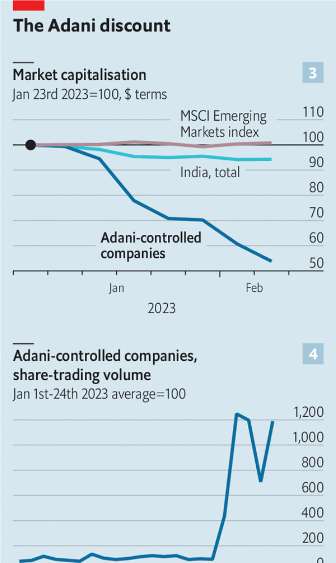 The Adani discount
Market capitalisation
3
Jan 23rd 2023=100, $ terms
MSCI Emerging
Markets index
110
100
90
India, total
80
70
Adani-controlled
companies
60
50
Jan
Feb
2023
Adani-controlled companies,
share-trading volume
4
Jan 1st-24th 2023 average=100
1,200
1,000
800
600
400
200
0